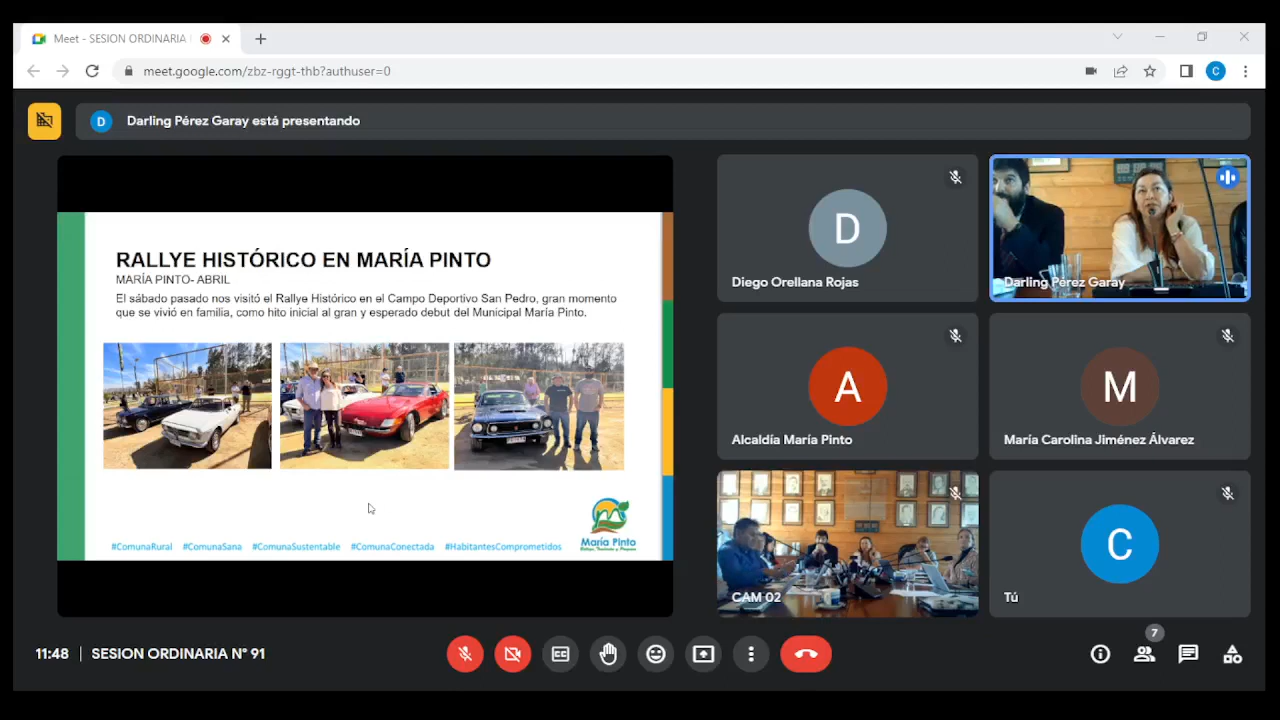 Meet - SESION ORDINARIA
meet.google.com/zbz-rggt-thb?authuser=0
C
D
Darling Pérez Garay está presentando
RALLYE HISTÓRICO EN MARÍA PINTO
MARÍA PINTO- ABRIL
El sábado pasado nos visitó el Rallye Histórico en el Campo Deportivo San Pedro, gran momento
que se vivió en familia, como hito inicial al gran y esperado debut del Municipal María Pinto.
María Pinto
#ComunaRural #ComunaSana #ComunaSustentable #ComunaConectada #HabitantesComprometidos
D
Diego Orellana Rojas
Darling Pérez Garay
A
Alcaldía María Pinto
M
María Carolina Jiménez Álvarez
CAM 02
C
Tú
11:48 | SESION ORDINARIA N° 91
7